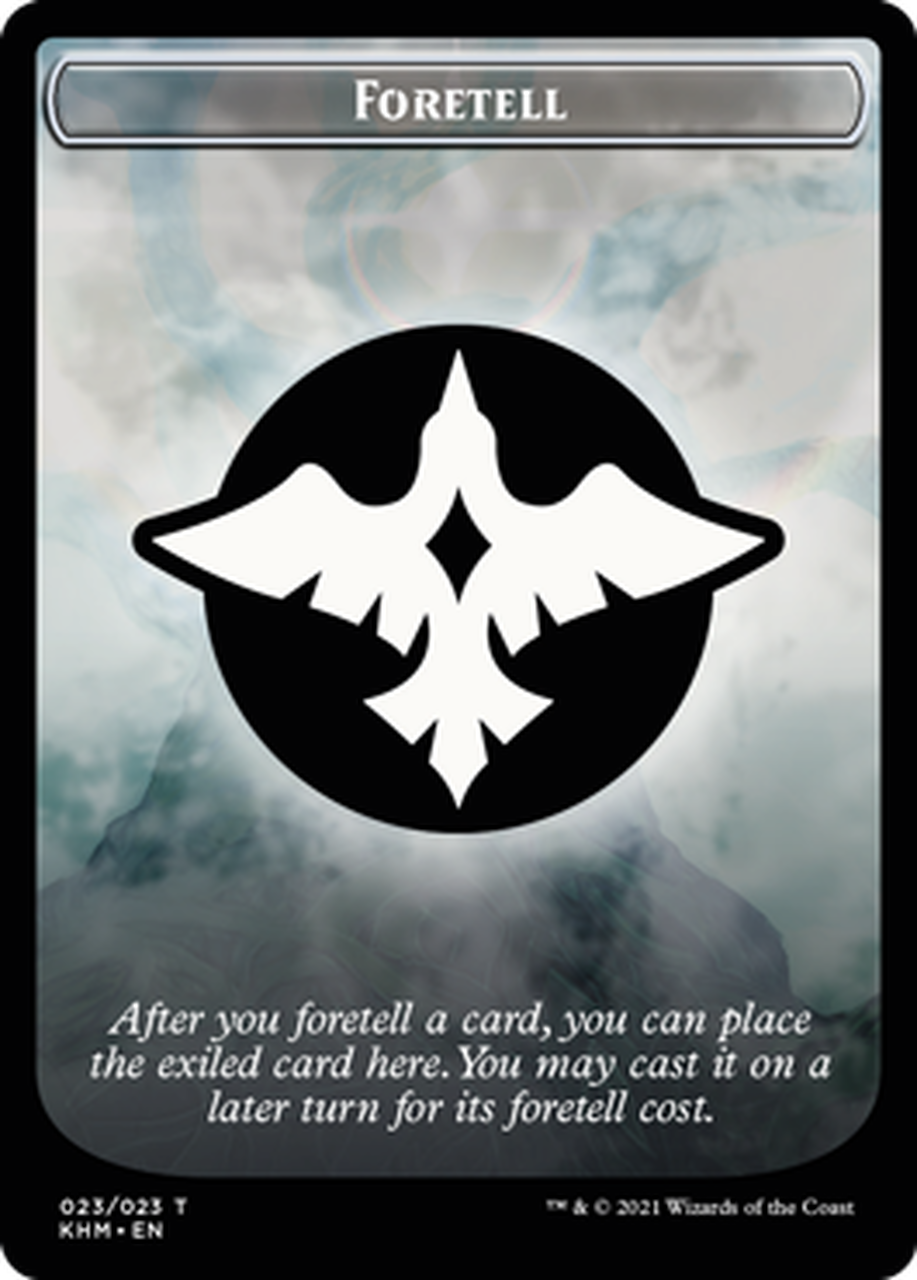 FORETELL
After you foretell a card, you can place
the exiled card here. You may cast it on a
later turn for its foretell cost.
023/023 T
KHM • EN
™ & © 2021 Wizards of the Coast